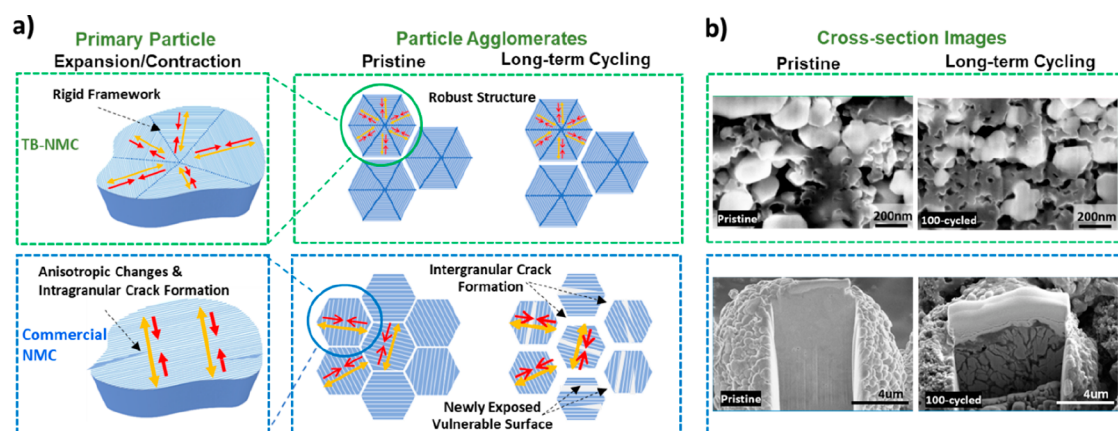 a)
Primary Particle
Expansion/Contraction
Rigid Framework
TB-NMC
Particle Agglomerates
Pristine
Long-term Cycling
Robust Structure
Anisotropic Changes &
Intragranular Crack Formation
Commercial
NMC
Intergranular Crack
Formation
Newly Exposed
Vulnerable Surface
b)
Cross-section Images
Pristine
Long-term Cycling
Pristine
200nm
100-cycled
200nm
Pristine
4um
100-cycled
4um